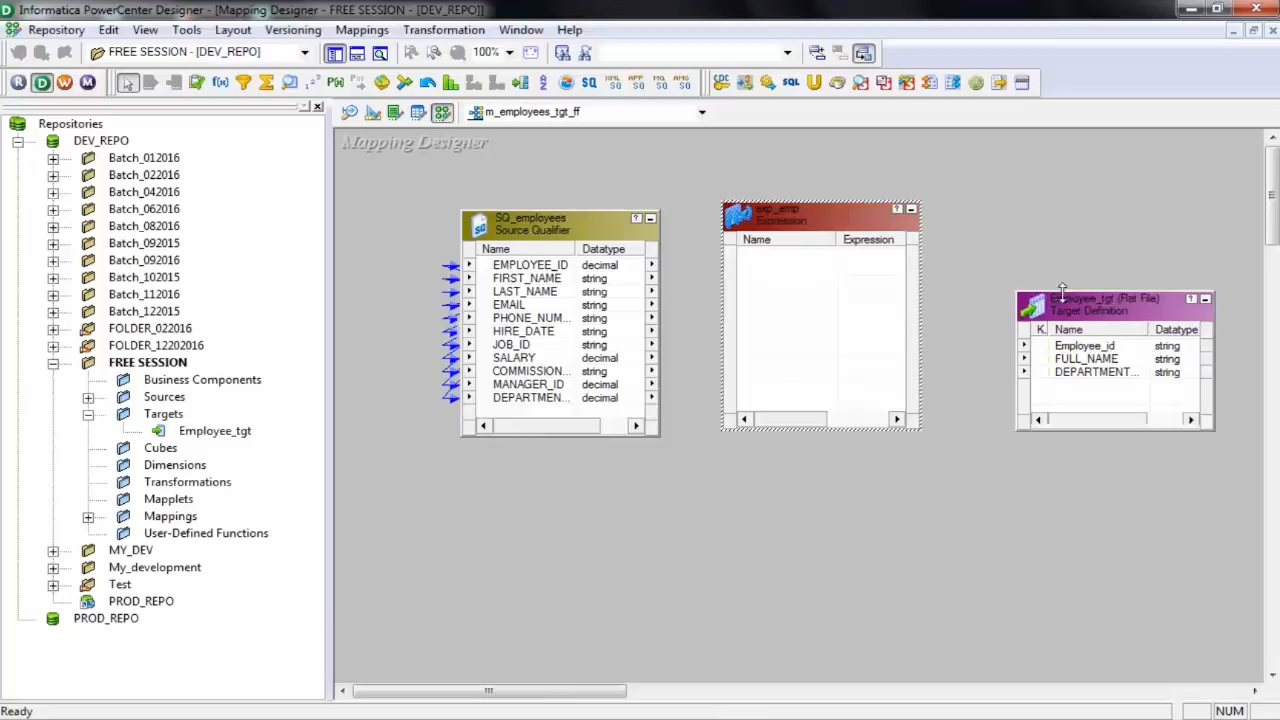 Informatica PowerCenter Designer - [Mapping Designer - FREE SESSION - [DEV_REPO]]
Repository Edit View Tools Layout Versioning Mappings Transformation Window Help
FREE SESSION - [DEV_REPO] 100%
m_employees_tgt_ff
Repositories
DEV_REPO
Batch_012016
Batch_022016
Batch_042016
Batch_062016
Batch_082016
Batch_092015
Batch_092016
Batch_102015
Batch_112016
Batch_122015
FOLDER_022016
FOLDER_12202016
FREE SESSION
Business Components
Sources
Targets
Employee_tgt
Cubes
Dimensions
Transformations
Mapplets
Mappings
User-Defined Functions
MY_DEV
My_development
Test
PROD_REPO
PROD_REPO
Mapping Designer
SQ_employees
Source Qualifier
Name Datatype
EMPLOYEE_ID decimal
FIRST_NAME string
LAST_NAME string
EMAIL string
PHONE_NUM... string
HIRE_DATE string
JOB_ID string
SALARY decimal
COMMISSION... string
MANAGER_ID decimal
DEPARTMEN... decimal
exp_emp
Expression
Name Expression
Employee_tgt (Flat File)
Target Definition
K. Name Datatype
Employee_id string
FULL_NAME string
DEPARTMENT... string
Ready NUM